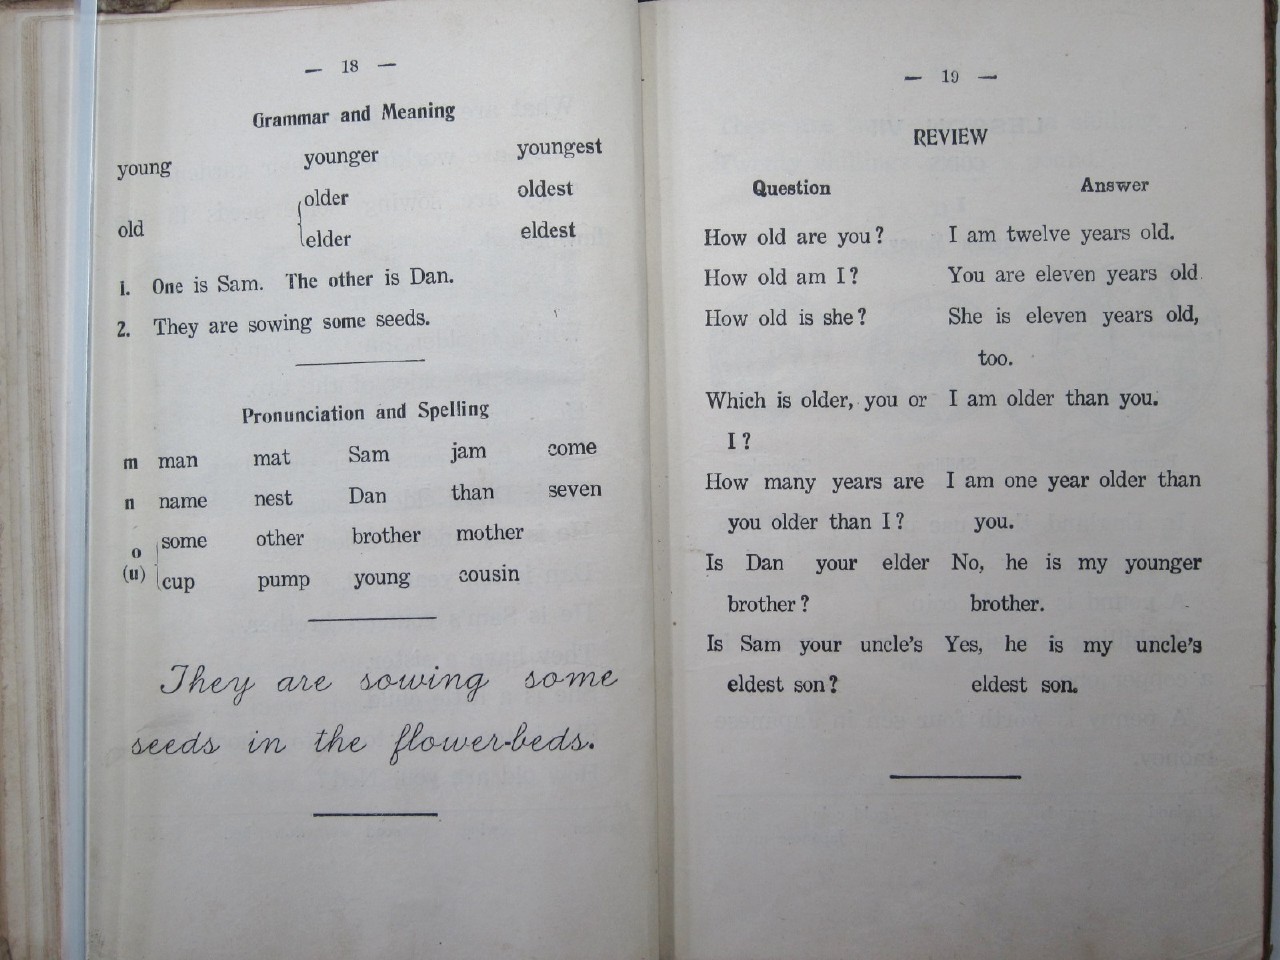 — 18 —
Grammar and Meaning
young younger youngest
older oldest
old
elder eldest
1. One is Sam. The other is Dan.
2. They are sowing some seeds.
Pronunciation and Spelling
m man mat Sam jam come
n name nest Dan than seven
o some other brother mother
(u) cup pump young cousin
They are sowing some
seeds in the flower-beds.
— 19 —
REVIEW
Question Answer
How old are you? I am twelve years old.
How old am I? You are eleven years old.
How old is she? She is eleven years old,
too.
Which is older, you or I am older than you.
I?
How many years are I am one year older than
you older than I? you.
Is Dan your elder No, he is my younger
brother? brother.
Is Sam your uncle's Yes, he is my uncle's
eldest son? eldest son.